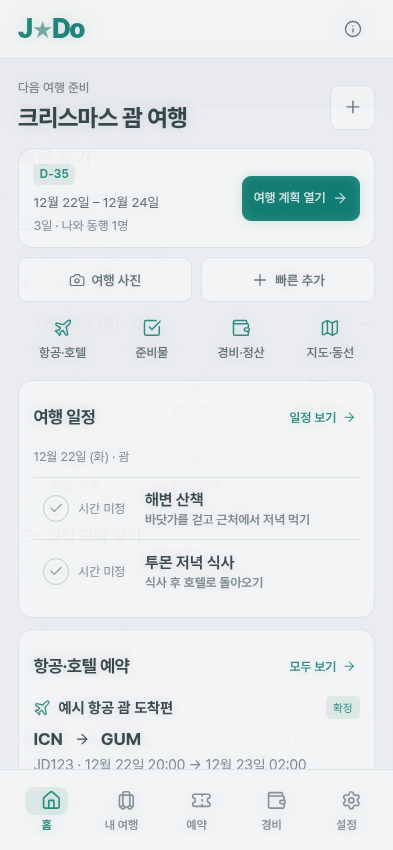 J★Do
다음 여행 준비
크리스마스 괌 여행
D-35
12월 22일 – 12월 24일
3일 · 나와 동행 1명
여행 계획 열기 →
여행 사진
빠른 추가
항공·호텔
준비물
경비·정산
지도·동선
여행 일정
일정 보기 →
12월 22일 (화) · 괌
시간 미정
해변 산책
바닷가를 걷고 근처에서 저녁 먹기
시간 미정
투몬 저녁 식사
식사 후 호텔로 돌아오기
항공·호텔 예약
모두 보기 →
예시 항공 괌 도착편
확정
ICN → GUM
JD123 · 12월 22일 20:00 → 12월 23일 02:00
홈
내 여행
예약
경비
설정